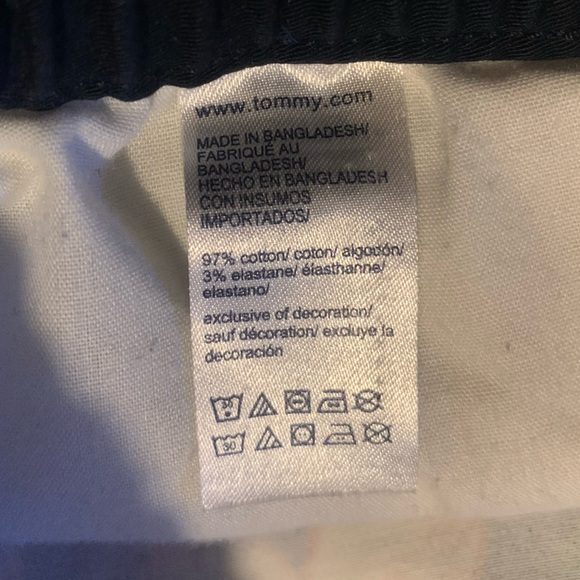 www.tommy.com
MADE IN BANGLADESH/
FABRIQUÉ AU
BANGLADESH/
HECHO EN BANGLADESH
CON INSUMOS
IMPORTADOS/
97% cotton/ coton/ algodón/
3% elastane/ élasthanne/
elastano/
exclusive of decoration/
sauf décoration/ excluye la
decoración
30